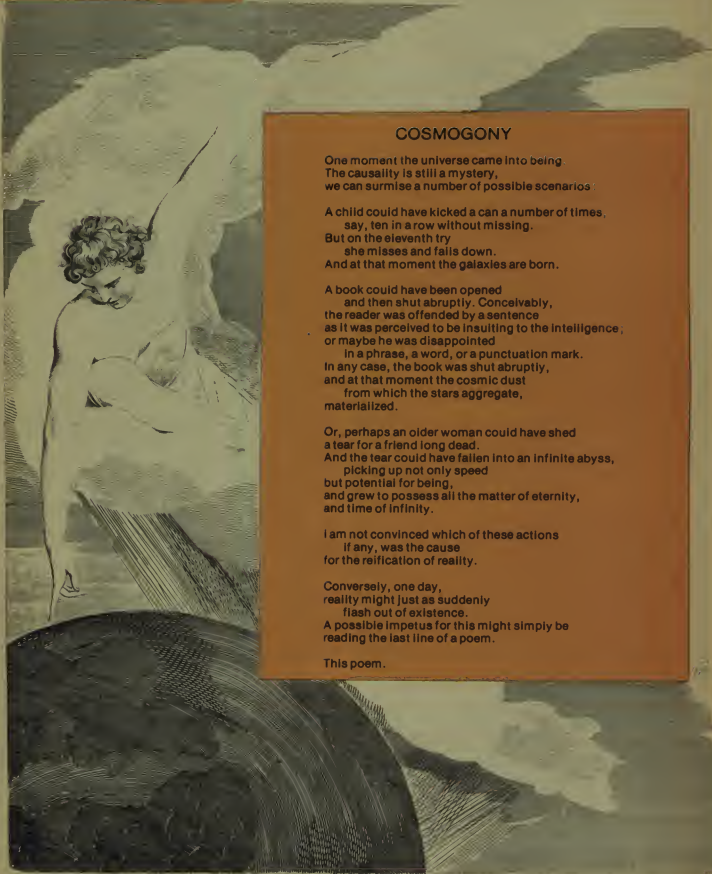 COSMOGONY
One moment the universe came into being
The causality is still a mystery,
we can surmise a number of possible scenarios:
A child could have kicked a can a number of times,
say, ten in a row without missing.
But on the eleventh try
she misses and falls down.
And at that moment the galaxies are born.
A book could have been opened
and then shut abruptly. Conceivably,
the reader was offended by a sentence
as it was perceived to be insulting to the intelligence;
or maybe he was disappointed
in a phrase, a word, or a punctuation mark.
In any case, the book was shut abruptly,
and at that moment the cosmic dust
from which the stars aggregate,
materialized.
Or, perhaps an older woman could have shed
a tear for a friend long dead.
And the tear could have fallen into an infinite abyss,
picking up not only speed
but potential for being,
and grew to possess all the matter of eternity,
and time of infinity.
I am not convinced which of these actions
if any, was the cause
for the reification of reality.
Conversely, one day,
reality might just as suddenly
flash out of existence.
A possible impetus for this might simply be
reading the last line of a poem.
This poem.